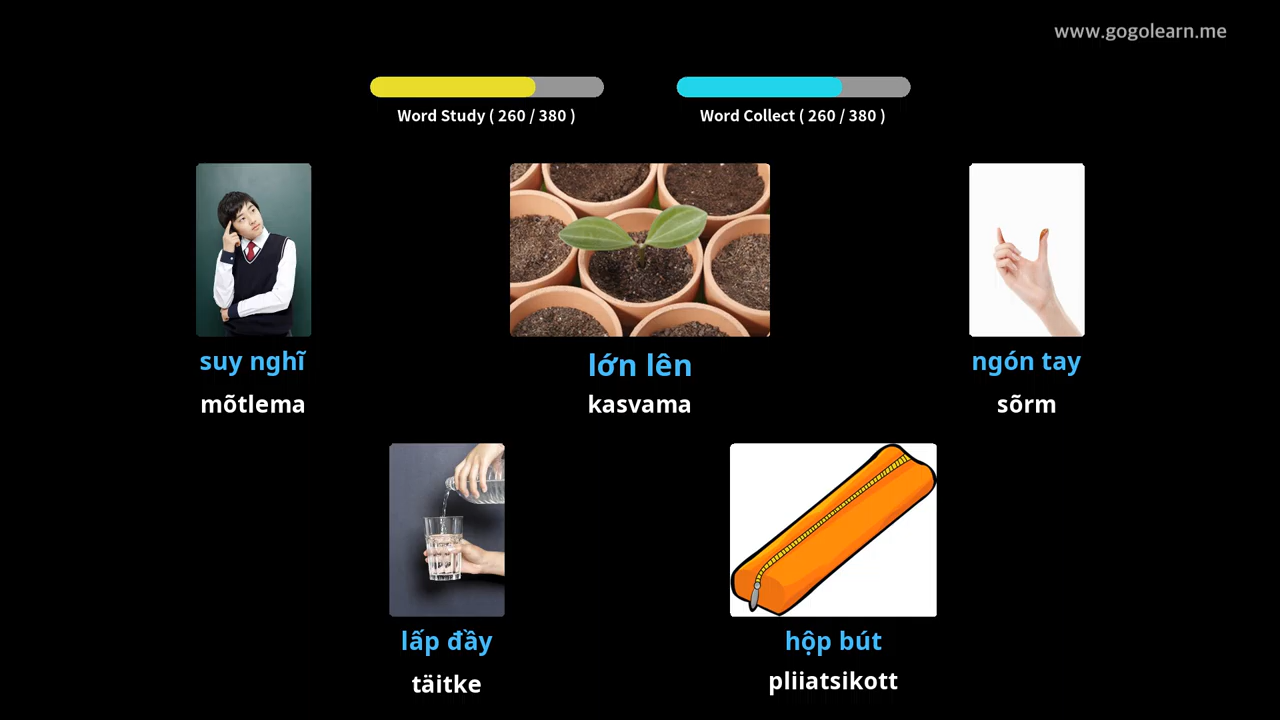 www.gogolearn.me
Word Study ( 260 / 380 )
Word Collect ( 260 / 380 )
suy nghĩ
mõtlema
lớn lên
kasvama
ngón tay
sõrm
lấp đầy
täitke
hộp bút
pliiatsikott